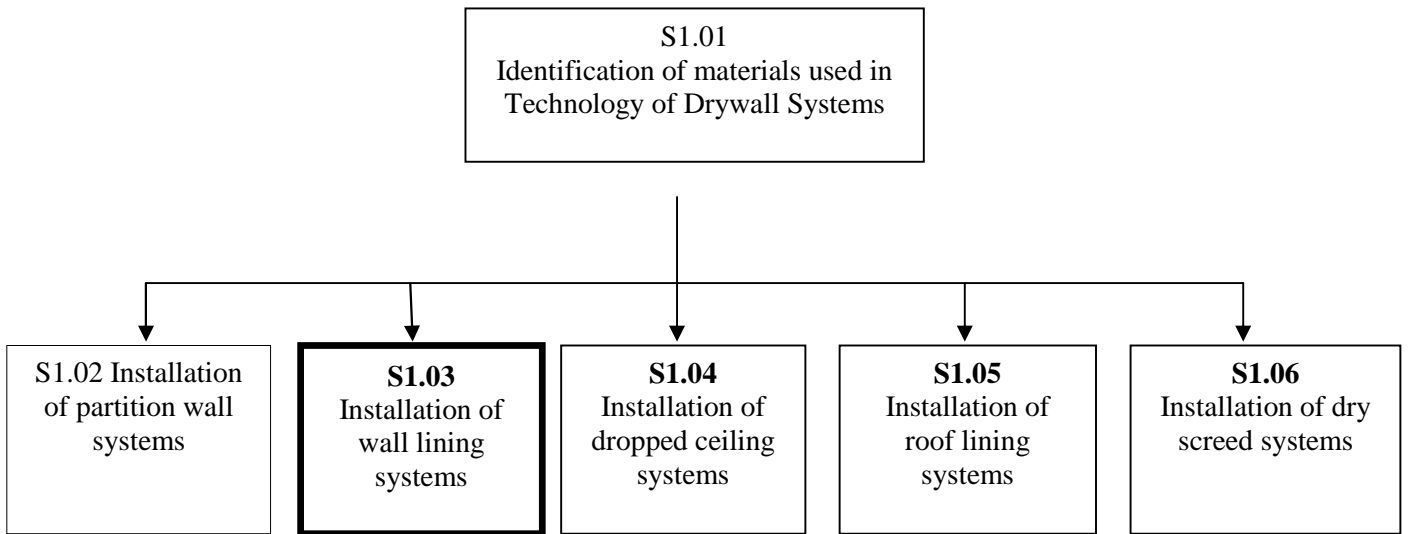 S1.01
Identification of materials used in
Technology of Drywall Systems
S1.02 Installation
of partition wall
systems
S1.03
Installation of
wall lining
systems
S1.04
Installation of
dropped ceiling
systems
S1.05
Installation of
roof lining
systems
S1.06
Installation of dry
screed systems